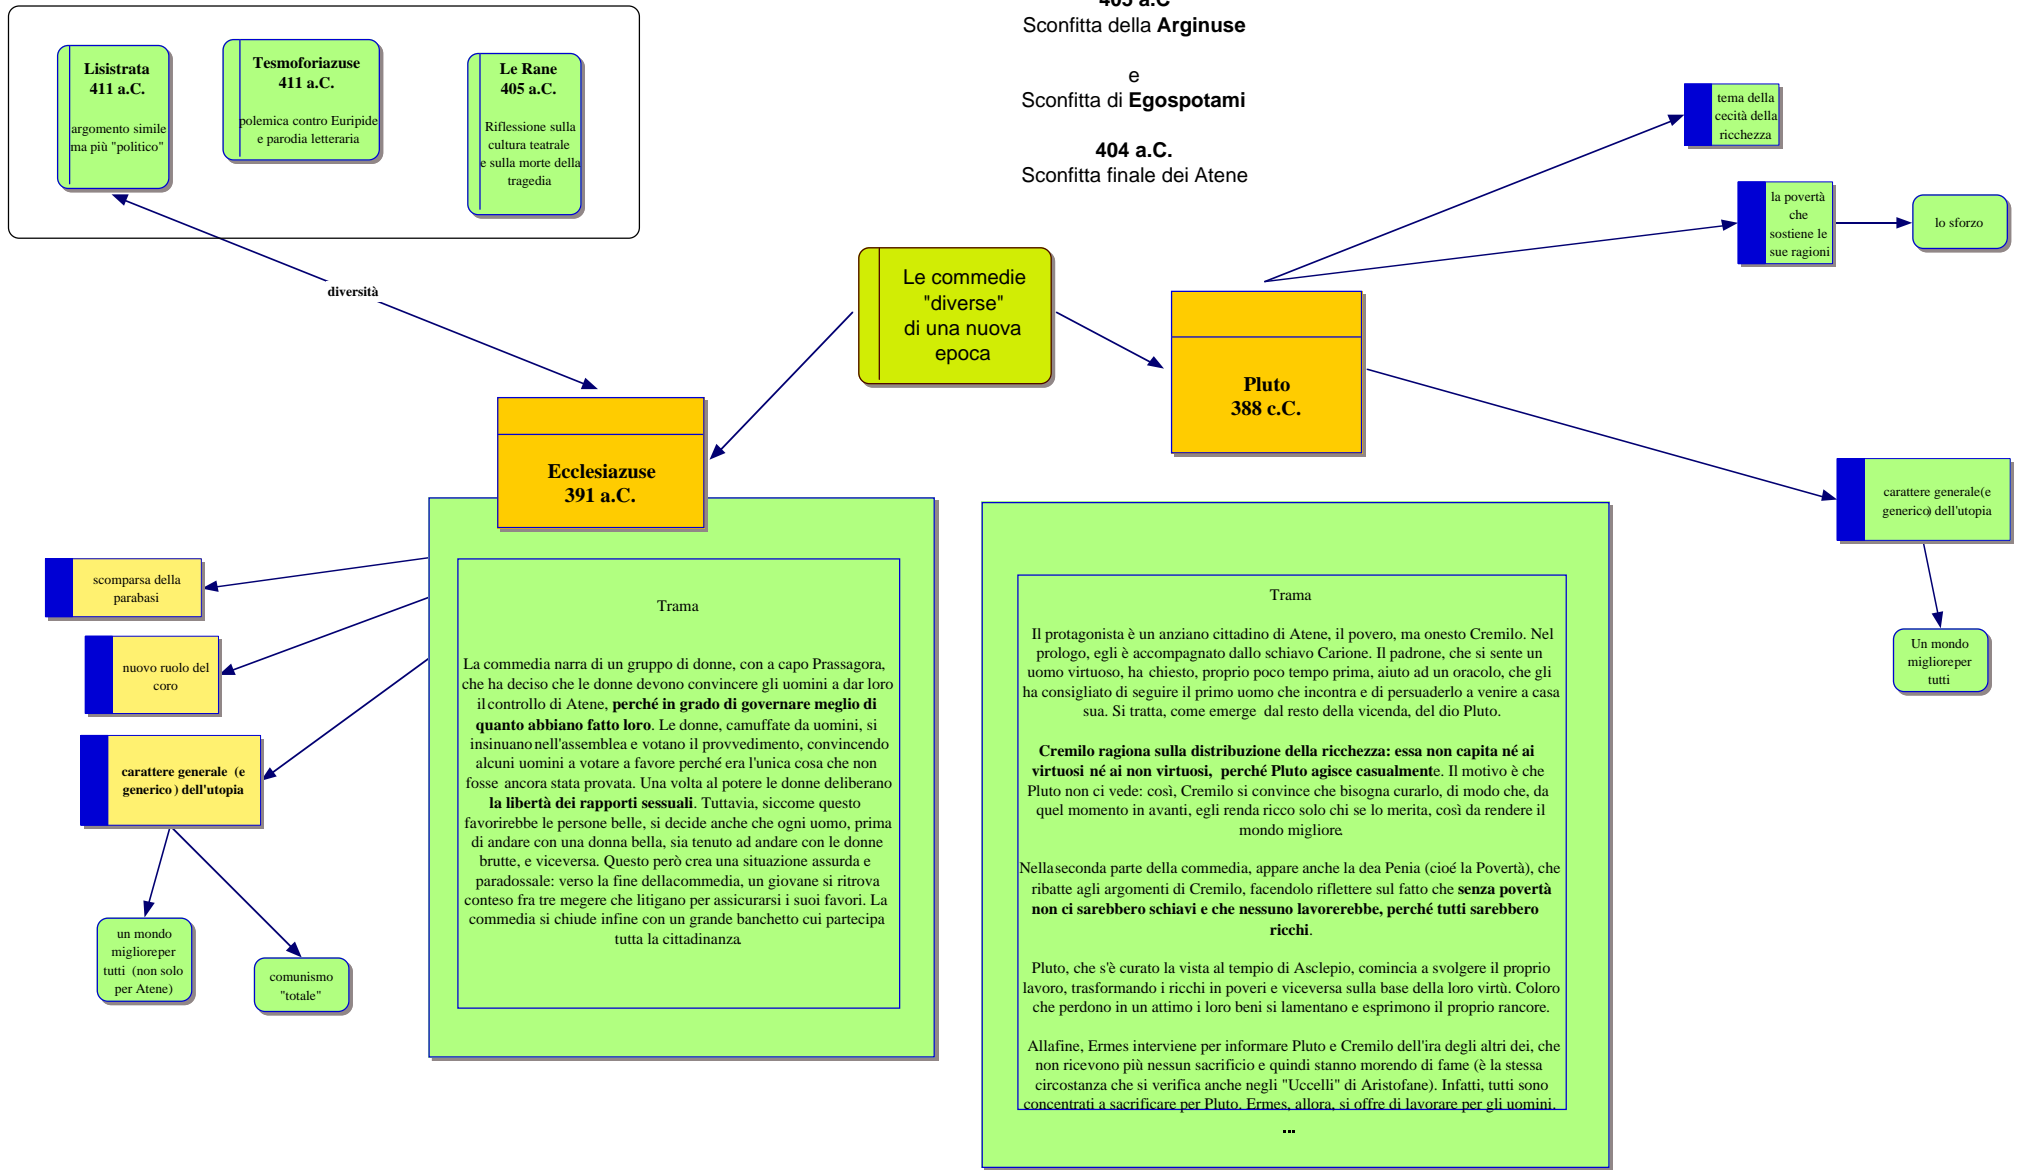 405 a.C
Sconfitta della Arginuse
e
Sconfitta di Egospotami
404 a.C.
Sconfitta finale dei Atene
Lisistrata
411 a.C.
argomento simile
ma più "politico"
Tesmoforiazuse
411 a.C.
polemica contro Euripide
e parodia letteraria
Le Rane
405 a.C.
Riflessione sulla
cultura teatrale
e sulla morte della
tragedia
diversità
Le commedie
"diverse"
di una nuova
epoca
tema della
cecità della
ricchezza
la povertà
che
sostiene le
sue ragioni
lo sforzo
Pluto
388 c.C.
Ecclesiazuse
391 a.C.
carattere generale(e
generico) dell'utopia
Un mondo
miglioreper
tutti
scomparsa della
parabasi
nuovo ruolo del
coro
carattere generale (e
generico ) dell'utopia
un mondo
miglioreper
tutti (non solo
per Atene)
comunismo
"totale"
Trama
La commedia narra di un gruppo di donne, con a capo Prassagora,
che ha deciso che le donne devono convincere gli uomini a dar loro
il controllo di Atene, perché in grado di governare meglio di
quanto abbiano fatto loro. Le donne, camuffate da uomini, si
insinuano nell'assemblea e votano il provvedimento, convincendo
alcuni uomini a votare a favore perché era l'unica cosa che non
fosse ancora stata provata. Una volta al potere le donne deliberano
la libertà dei rapporti sessuali. Tuttavia, siccome questo
favorirebbe le persone belle, si decide anche che ogni uomo, prima
di andare con una donna bella, sia tenuto ad andare con le donne
brutte, e viceversa. Questo però crea una situazione assurda e
paradossale: verso la fine dellacommedia, un giovane si ritrova
conteso fra tre megere che litigano per assicurarsi i suoi favori. La
commedia si chiude infine con un grande banchetto cui partecipa
tutta la cittadinanza.
Trama
Il protagonista è un anziano cittadino di Atene, il povero, ma onesto Cremilo. Nel
prologo, egli è accompagnato dallo schiavo Carione. Il padrone, che si sente un
uomo virtuoso, ha chiesto, proprio poco tempo prima, aiuto ad un oracolo, che gli
ha consigliato di seguire il primo uomo che incontra e di persuaderlo a venire a casa
sua. Si tratta, come emerge dal resto della vicenda, del dio Pluto.
Cremilo ragiona sulla distribuzione della ricchezza: essa non capita né ai
virtuosi né ai non virtuosi, perché Pluto agisce casualmente. Il motivo è che
Pluto non ci vede: così, Cremilo si convince che bisogna curarlo, di modo che, da
quel momento in avanti, egli renda ricco solo chi se lo merita, così da rendere il
mondo migliore.
Nella seconda parte della commedia, appare anche la dea Penia (cioé la Povertà), che
ribatte agli argomenti di Cremilo, facendolo riflettere sul fatto che senza povertà
non ci sarebbero schiavi e che nessuno lavorerebbe, perché tutti sarebbero
ricchi.
Pluto, che s'è curato la vista al tempio di Asclepio, comincia a svolgere il proprio
lavoro, trasformando i ricchi in poveri e viceversa sulla base della loro virtù. Coloro
che perdono in un attimo i loro beni si lamentano e esprimono il proprio rancore.
Allafine, Ermes interviene per informare Pluto e Cremilo dell'ira degli altri dei, che
non ricevono più nessun sacrificio e quindi stanno morendo di fame (è la stessa
circostanza che si verifica anche negli "Uccelli" di Aristofane). Infatti, tutti sono
concentrati a sacrificare per Pluto. Ermes, allora, si offre di lavorare per gli uomini.
...